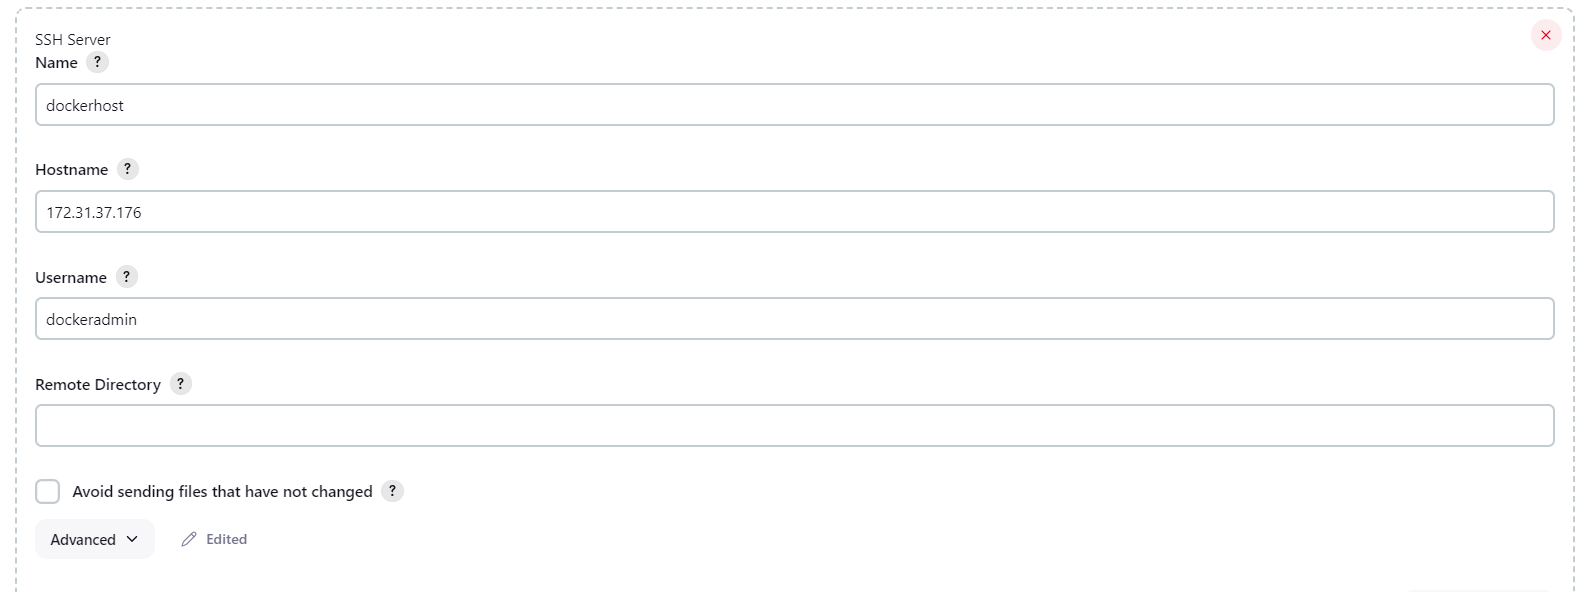 SSH Server
Name ?
dockerhost
Hostname ?
172.31.37.176
Username ?
dockeradmin
Remote Directory ?
Avoid sending files that have not changed ?
Advanced Edited